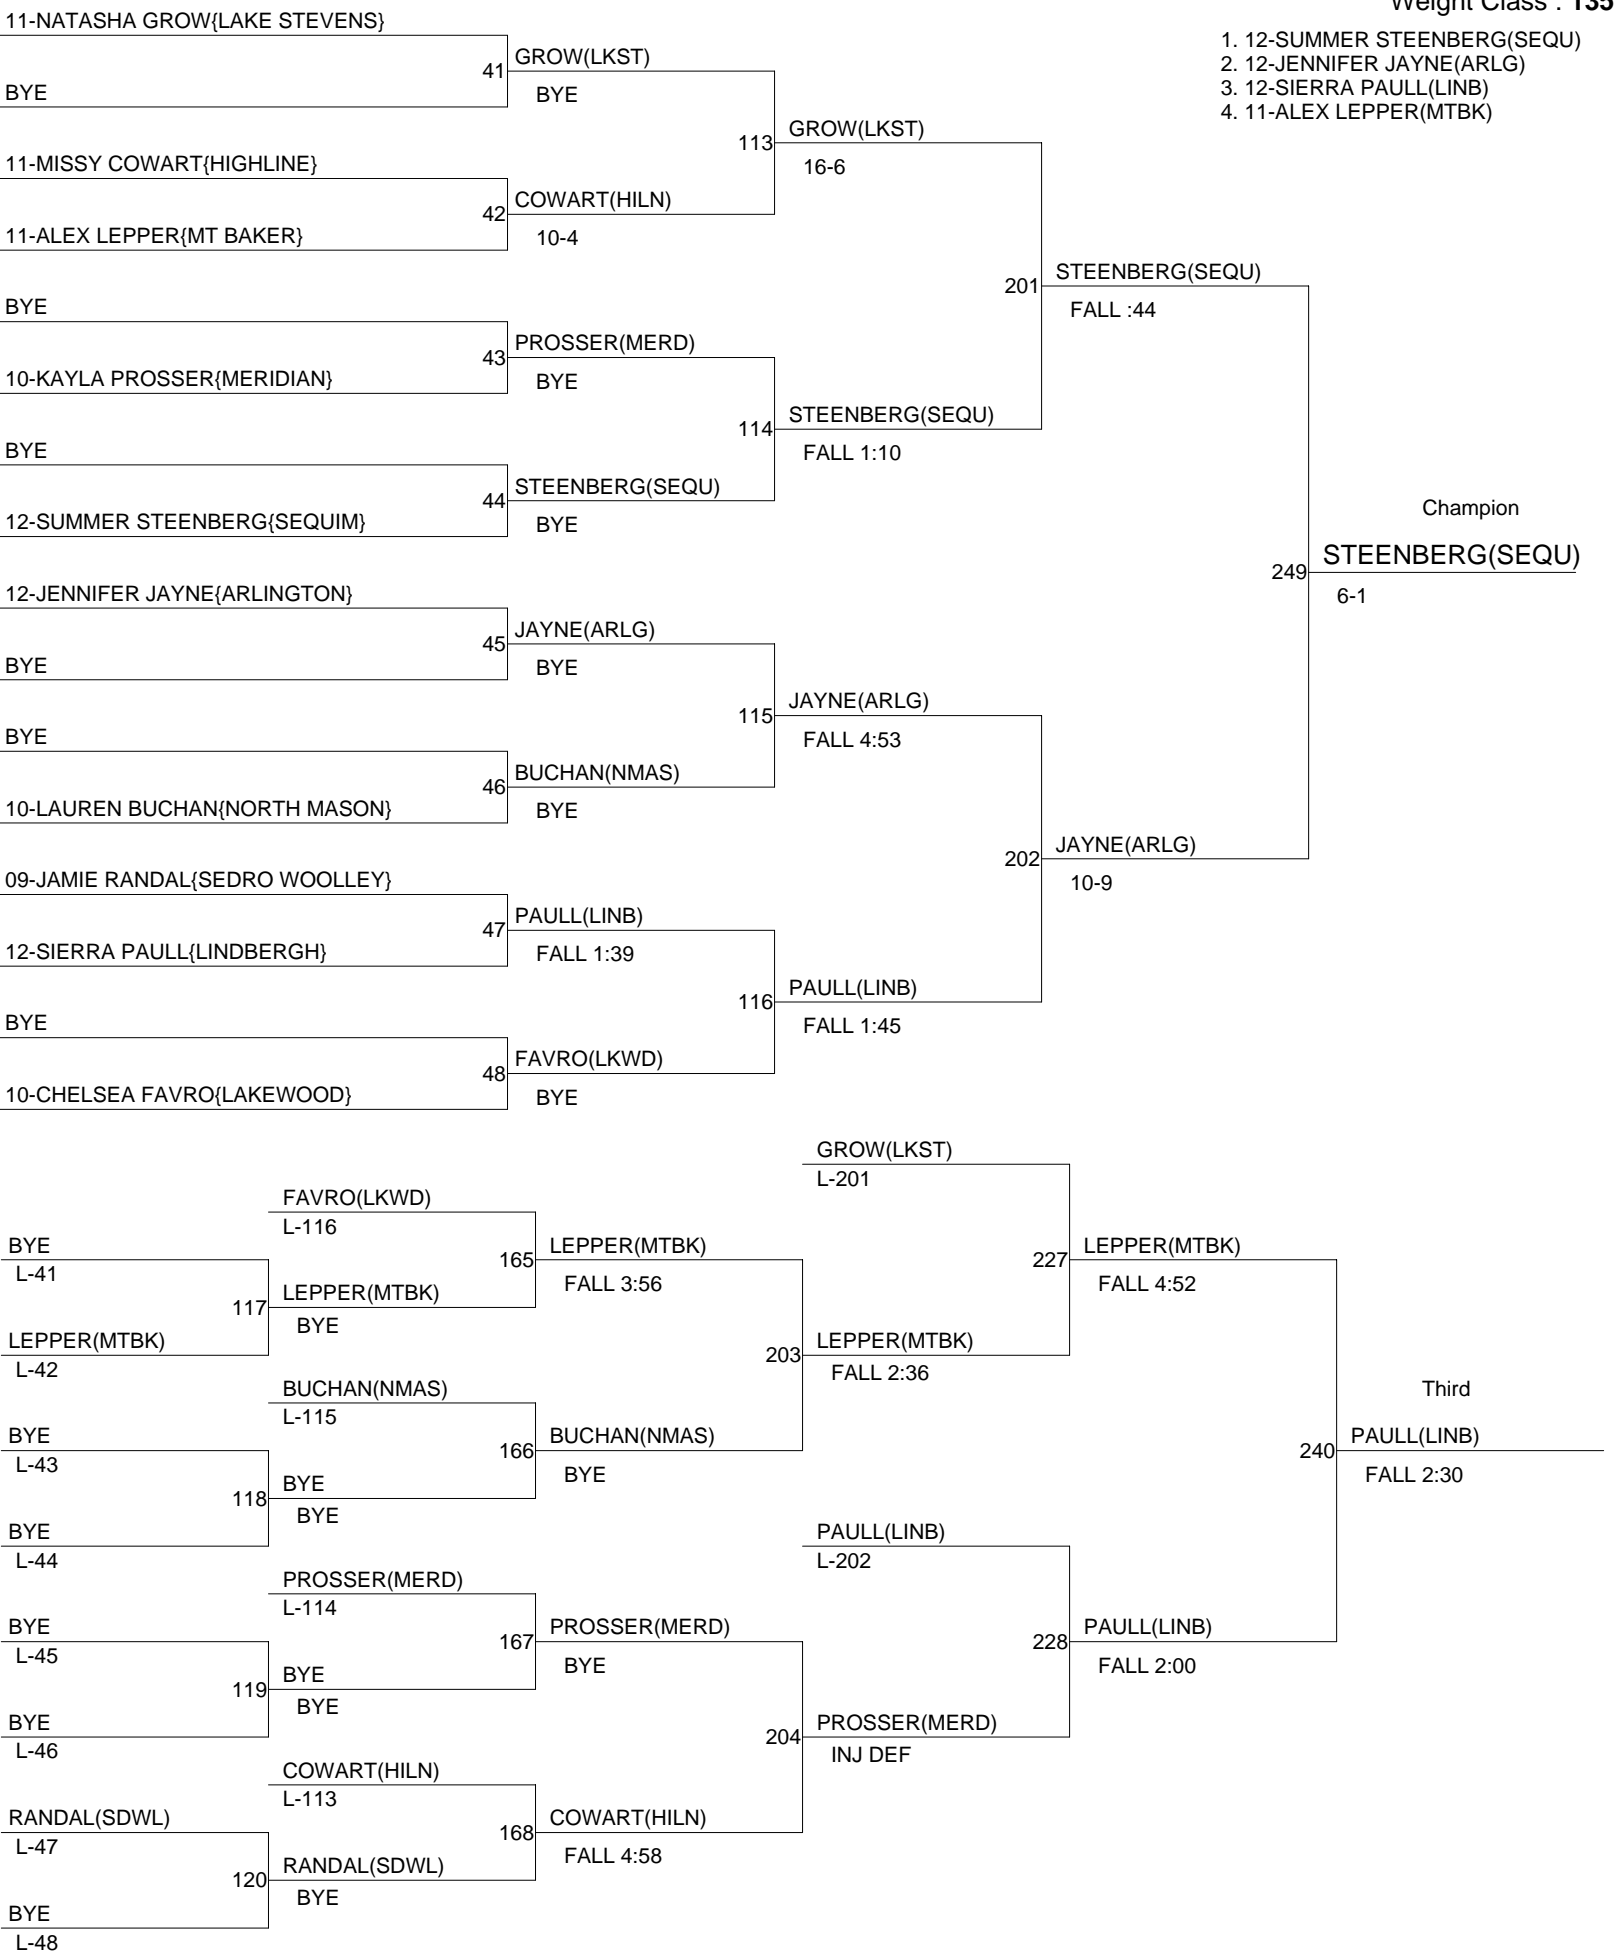 Weight Class : 135
1. 12-SUMMER STEENBERG(SEQU)
2. 12-JENNIFER JAYNE(ARLG)
3. 12-SIERRA PAULL(LINB)
4. 11-ALEX LEPPER(MTBK)
11-NATASHA GROW{LAKE STEVENS}
BYE
11-MISSY COWART{HIGHLINE}
11-ALEX LEPPER{MT BAKER}
BYE
10-KAYLA PROSSER{MERIDIAN}
BYE
12-SUMMER STEENBERG{SEQUIM}
12-JENNIFER JAYNE{ARLINGTON}
BYE
BYE
10-LAUREN BUCHAN{NORTH MASON}
09-JAMIE RANDAL{SEDRO WOOLLEY}
12-SIERRA PAULL{LINDBERGH}
BYE
10-CHELSEA FAVRO{LAKEWOOD}
41 GROW(LKST)
BYE
42 COWART(HILN)
10-4
43 PROSSER(MERD)
BYE
44 STEENBERG(SEQU)
BYE
45 JAYNE(ARLG)
BYE
46 BUCHAN(NMAS)
BYE
47 PAULL(LINB)
FALL 1:39
48 FAVRO(LKWD)
BYE
113 GROW(LKST)
16-6
114 STEENBERG(SEQU)
FALL 1:10
115 JAYNE(ARLG)
FALL 4:53
116 PAULL(LINB)
FALL 1:45
201 STEENBERG(SEQU)
FALL :44
202 JAYNE(ARLG)
10-9
Champion
249 STEENBERG(SEQU)
6-1
BYE
L-41
LEPPER(MTBK)
L-42
BYE
L-43
BYE
L-44
BYE
L-45
BYE
L-46
RANDAL(SDWL)
L-47
BYE
L-48
FAVRO(LKWD)
L-116
117 LEPPER(MTBK)
BYE
BUCHAN(NMAS)
L-115
118 BYE
BYE
PROSSER(MERD)
L-114
119 BYE
BYE
COWART(HILN)
L-113
120 RANDAL(SDWL)
BYE
165 LEPPER(MTBK)
FALL 3:56
166 BUCHAN(NMAS)
BYE
167 PROSSER(MERD)
BYE
168 COWART(HILN)
FALL 4:58
GROW(LKST)
L-201
203 LEPPER(MTBK)
FALL 2:36
PAULL(LINB)
L-202
204 PROSSER(MERD)
INJ DEF
227 LEPPER(MTBK)
FALL 4:52
228 PAULL(LINB)
FALL 2:00
Third
240 PAULL(LINB)
FALL 2:30